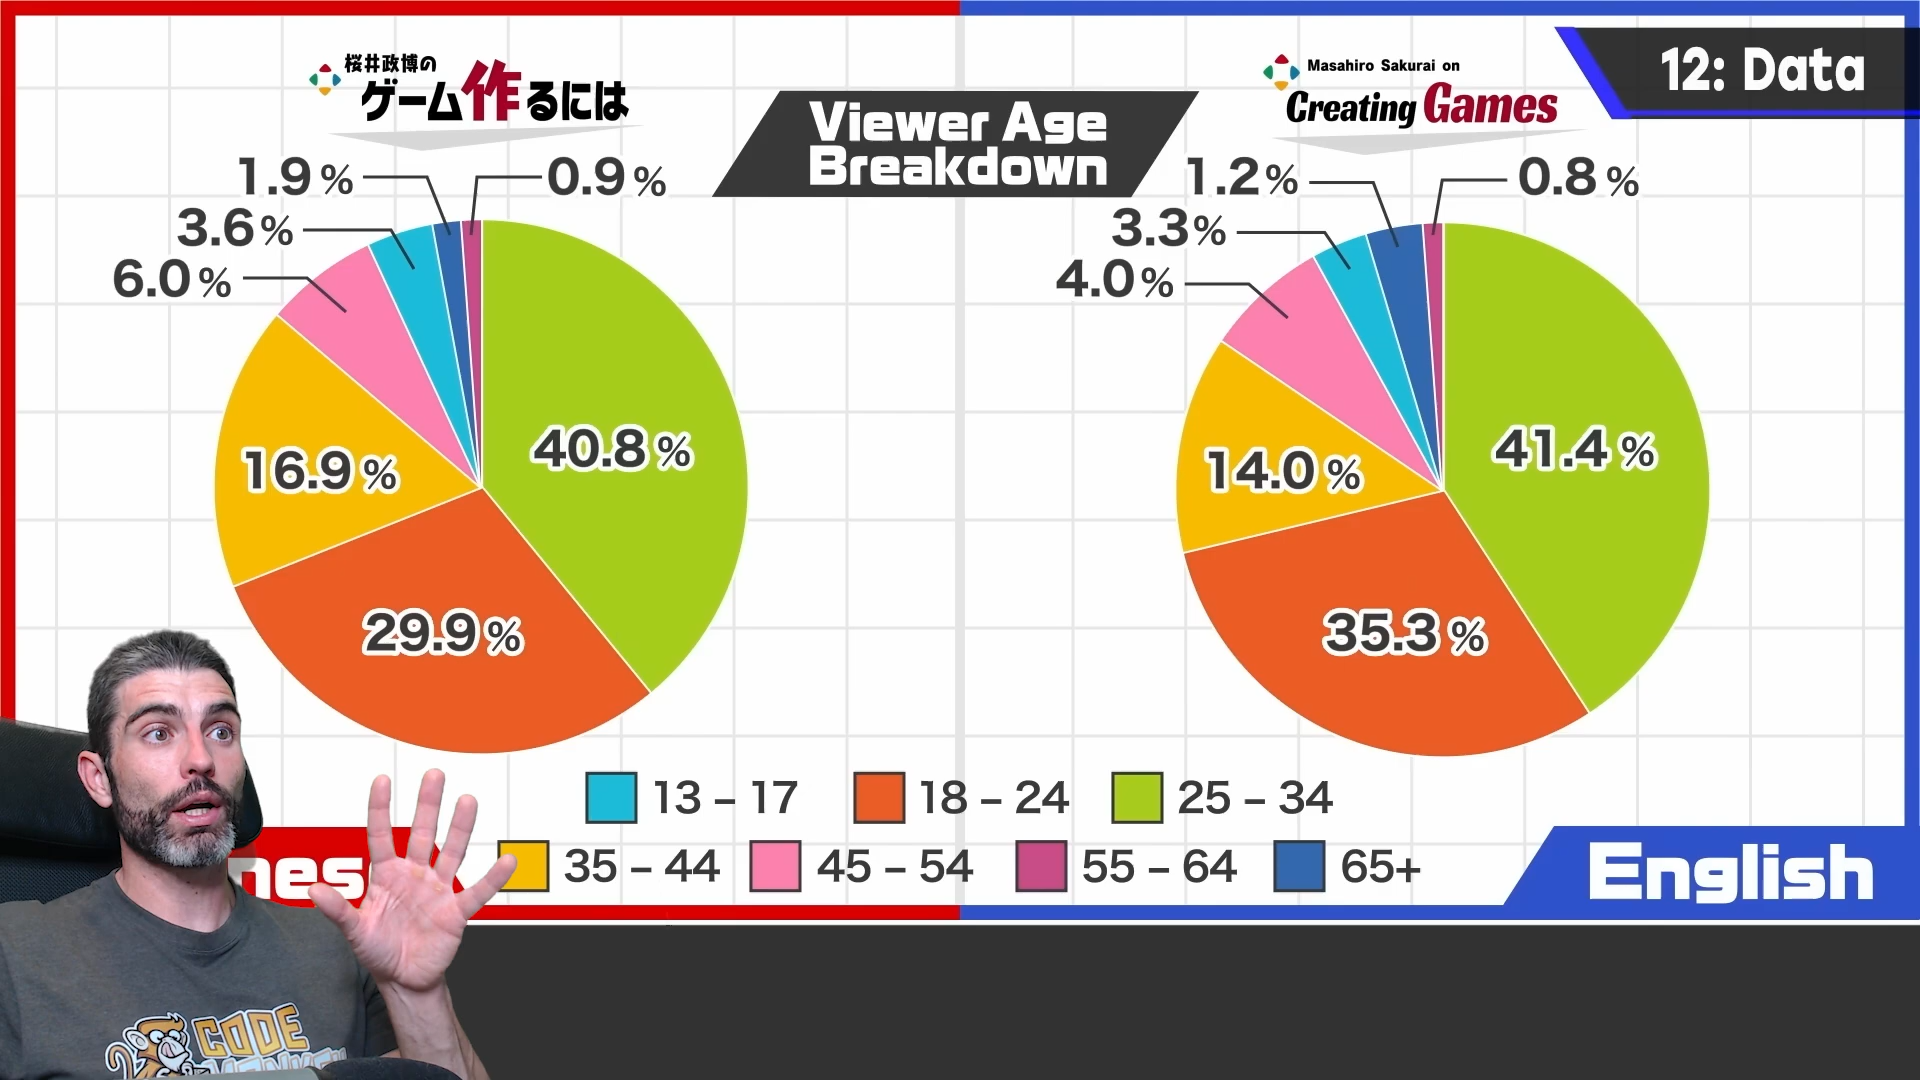 桜井政博の
ゲーム作るには
Masahiro Sakurai on
Creating Games
12: Data
Viewer Age
Breakdown
1.9%
0.9%
3.6%
6.0%
16.9%
40.8%
29.9%
1.2%
0.8%
3.3%
4.0%
14.0%
41.4%
35.3%
13 – 17
18 – 24
25 – 34
35 – 44
45 – 54
55 – 64
65+
English
CODE